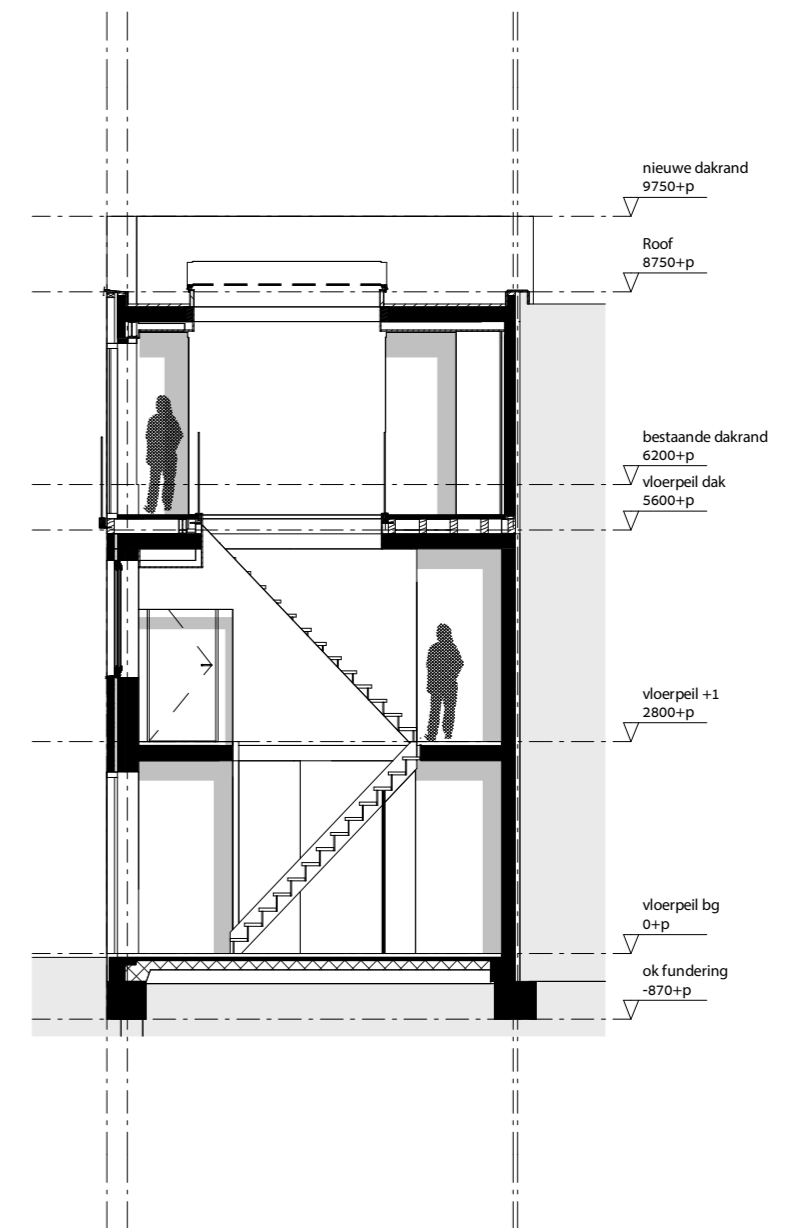 nieuwe dakrand
9750+p
Roof
8750+p
bestaande dakrand
6200+p
vloerpeil dak
5600+p
vloerpeil +1
2800+p
vloerpeil bg
0+p
ok fundering
-870+p